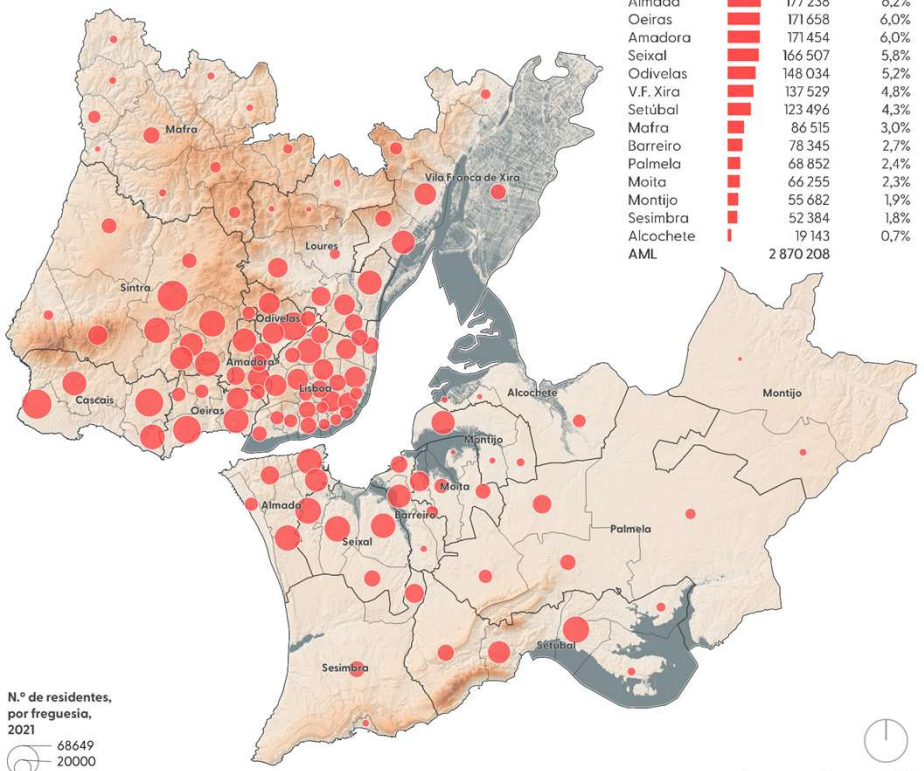 Almada 177 238 6,2%
Oeiras 171 658 6,0%
Amadora 171 454 6,0%
Seixal 166 507 5,8%
Odivelas 148 034 5,2%
V.F. Xira 137 529 4,8%
Setúbal 123 496 4,3%
Mafra 86 515 3,0%
Barreiro 78 345 2,7%
Palmela 68 852 2,4%
Moita 66 255 2,3%
Montijo 55 682 1,9%
Sesimbra 52 384 1,8%
Alcochete 19 143 0,7%
AML 2 870 208
Mafra
Vila Franca de Xira
Loures
Sintra
Odivelas
Amadora
Lisboa
Cascais
Oeiras
Alcochete
Montijo
Montijo
Moita
Almada
Barreiro
Seixal
Palmela
Setúbal
Sesimbra
N.º de residentes,
por freguesia,
2021
68649
20000